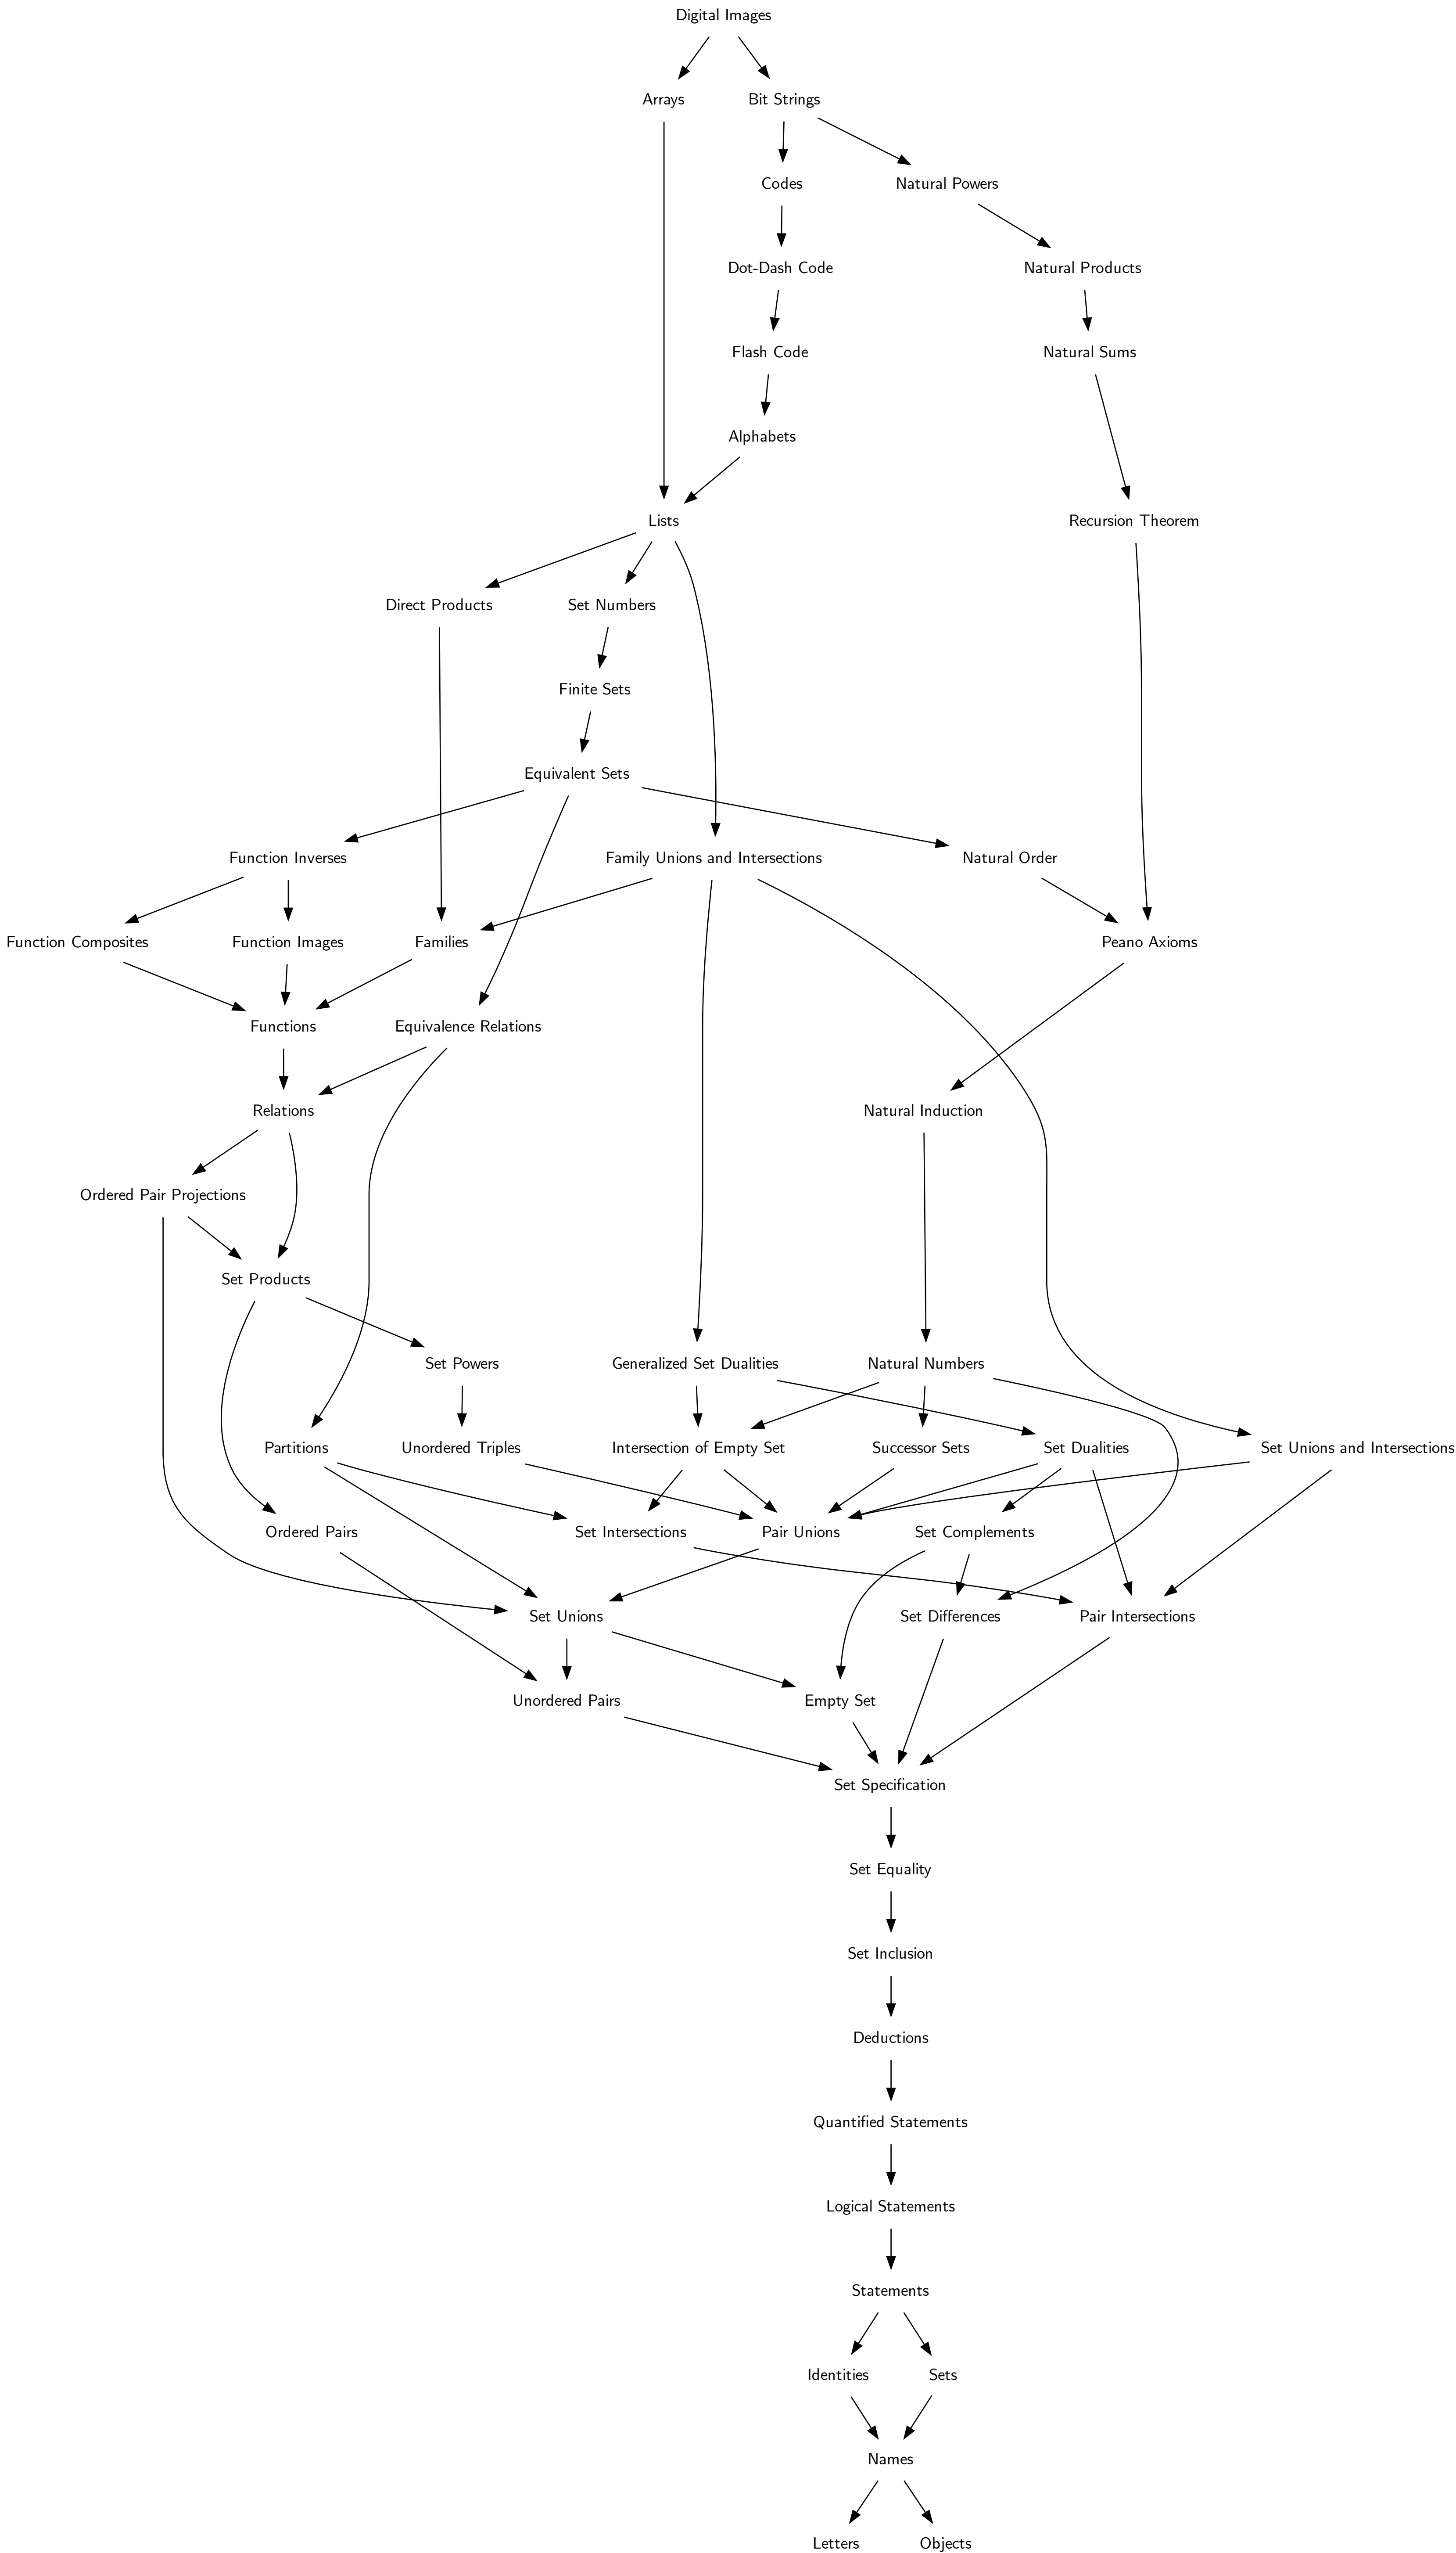 Digital Images
Arrays
Bit Strings
Codes
Natural Powers
Dot-Dash Code
Natural Products
Flash Code
Natural Sums
Alphabets
Lists
Recursion Theorem
Direct Products
Set Numbers
Finite Sets
Equivalent Sets
Function Inverses
Family Unions and Intersections
Natural Order
Function Composites
Function Images
Families
Peano Axioms
Functions
Equivalence Relations
Relations
Natural Induction
Ordered Pair Projections
Set Products
Set Powers
Generalized Set Dualities
Natural Numbers
Partitions
Unordered Triples
Intersection of Empty Set
Successor Sets
Set Dualities
Set Unions and Intersections
Ordered Pairs
Set Intersections
Pair Unions
Set Complements
Set Unions
Set Differences
Pair Intersections
Unordered Pairs
Empty Set
Set Specification
Set Equality
Set Inclusion
Deductions
Quantified Statements
Logical Statements
Statements
Identities
Sets
Names
Letters
Objects